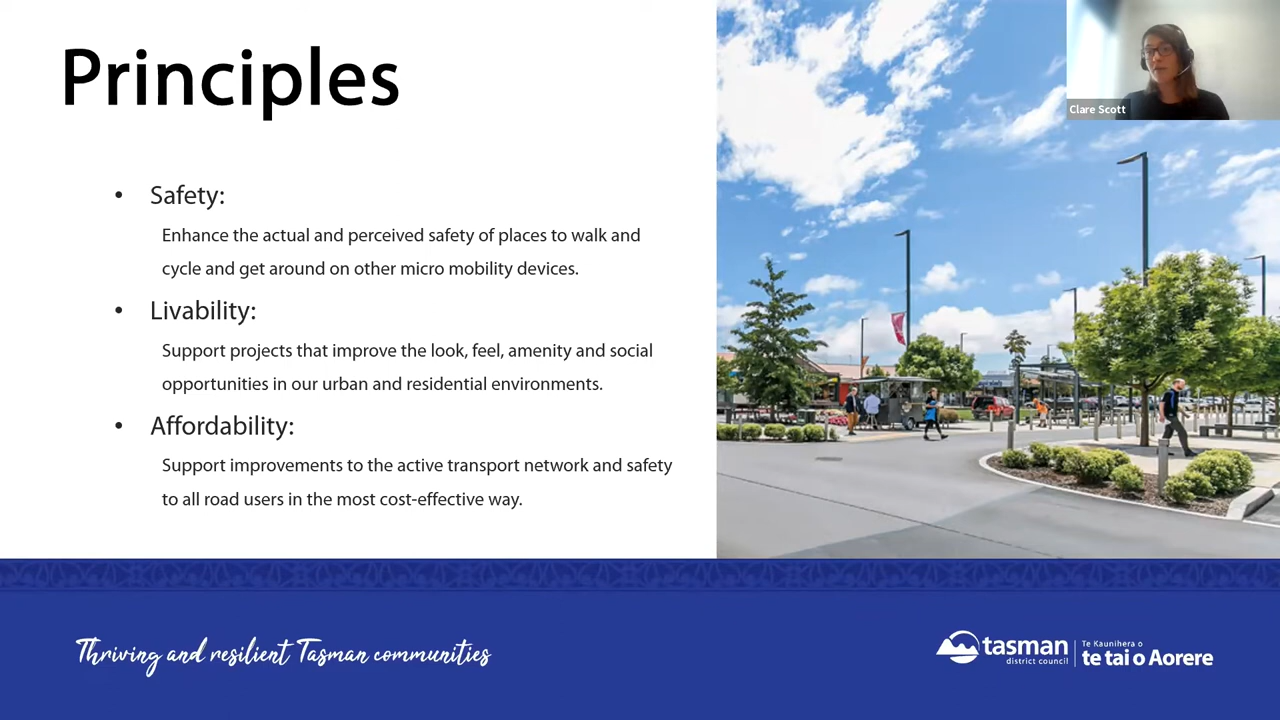 Principles
Clare Scott
• Safety:
Enhance the actual and perceived safety of places to walk and
cycle and get around on other micro mobility devices.
• Livability:
Support projects that improve the look, feel, amenity and social
opportunities in our urban and residential environments.
• Affordability:
Support improvements to the active transport network and safety
to all road users in the most cost-effective way.
Thriving and resilient Tasman communities
tasman
district council
Te Kaunihera o
te tai o Aorere